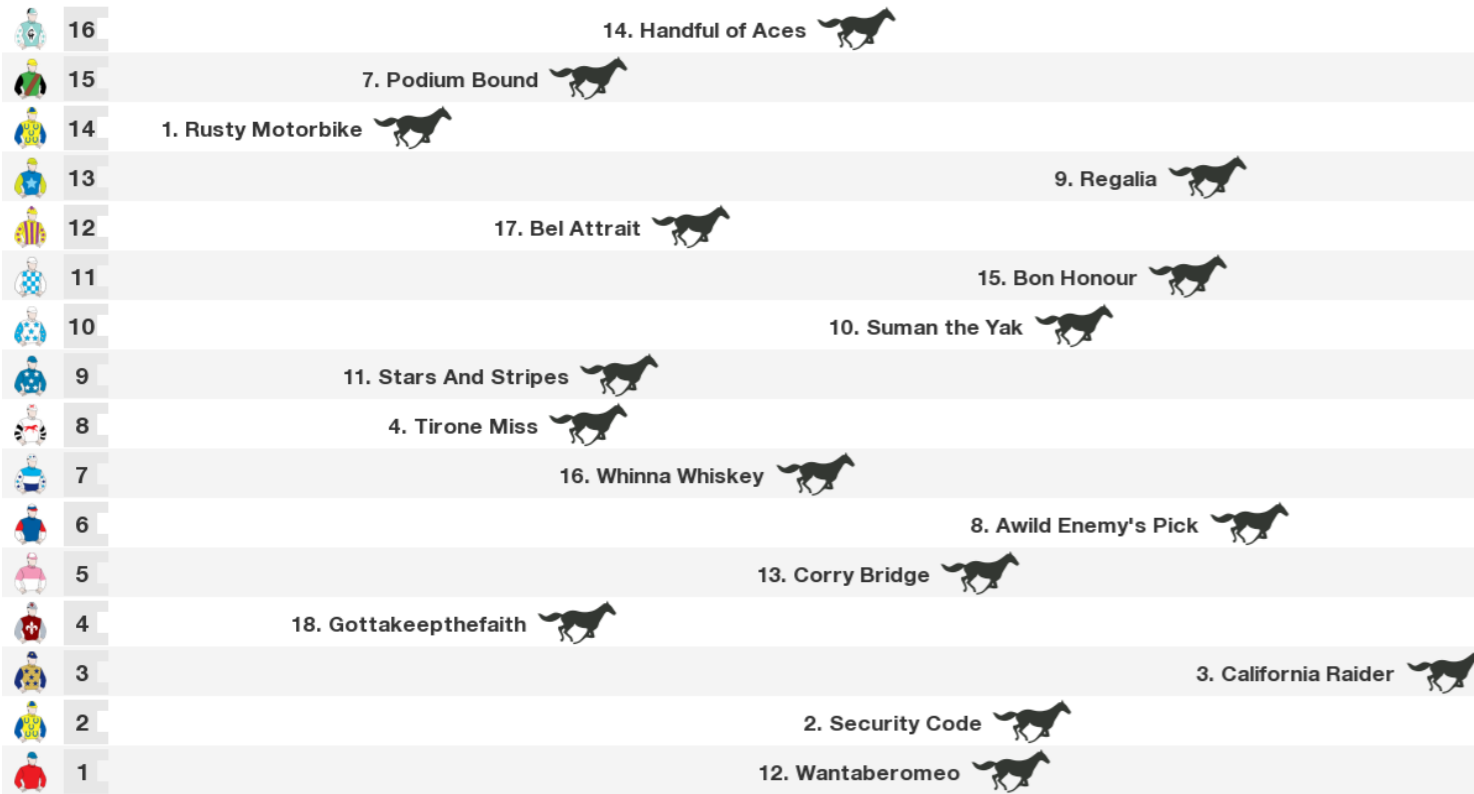 16 14. Handful of Aces
15 7. Podium Bound
14 1. Rusty Motorbike
13 9. Regalia
12 17. Bel Attrait
11 15. Bon Honour
10 10. Suman the Yak
9 11. Stars And Stripes
8 4. Tirone Miss
7 16. Whinna Whiskey
6 8. Awild Enemy's Pick
5 13. Corry Bridge
4 18. Gottakeepthefaith
3 3. California Raider
2 2. Security Code
1 12. Wantaberomeo